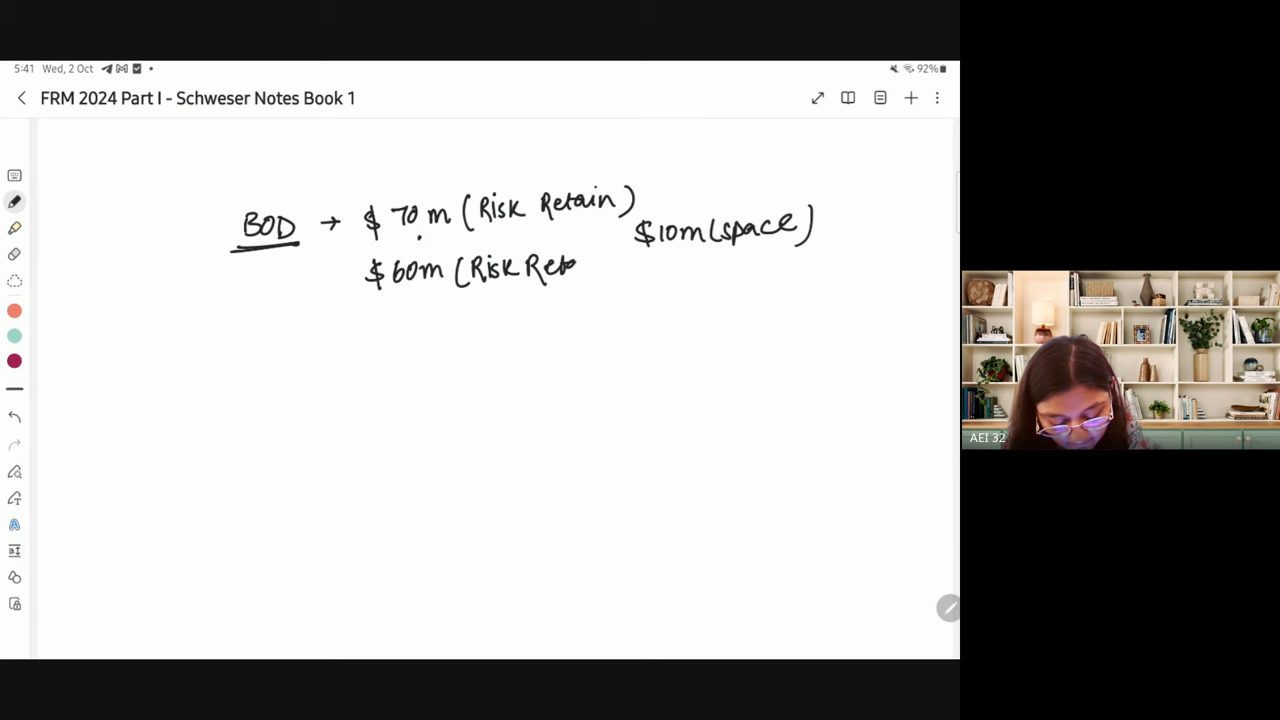 5:41 Wed, 2 Oct
92%
FRM 2024 Part I - Schweser Notes Book 1
BOD → $ 70 m (Risk Retain)
$10m (space)
$ 60m (Risk Reta
AEI 32